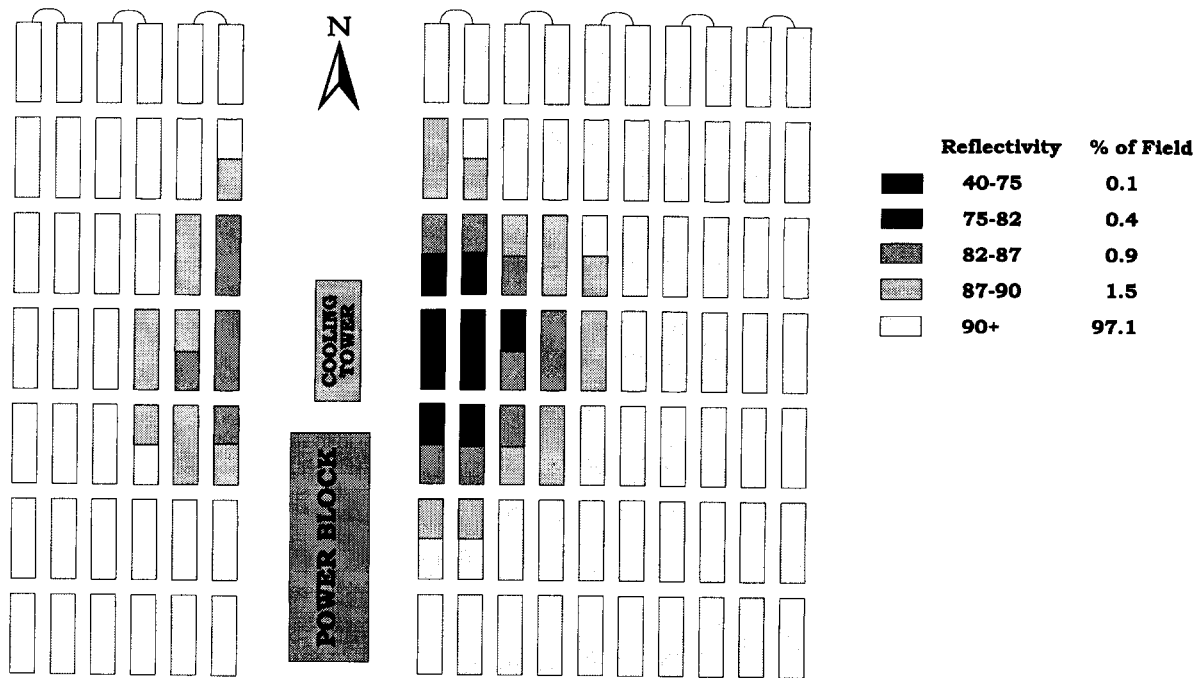 N
COOLING
TOWER
POWER BLOCK
Reflectivity % of Field
40-75 0.1
75-82 0.4
82-87 0.9
87-90 1.5
90+ 97.1